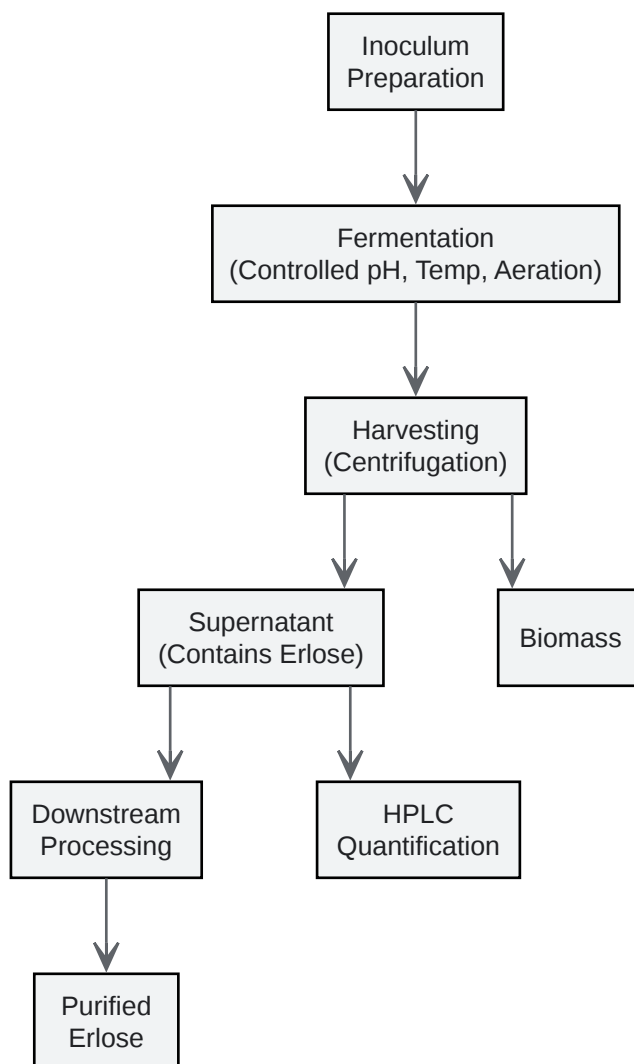 Inoculum
Preparation
Fermentation
(Controlled pH, Temp, Aeration)
Harvesting
(Centrifugation)
Supernatant
(Contains Erlose)
Biomass
Downstream
Processing
HPLC
Quantification
Purified
Erlose